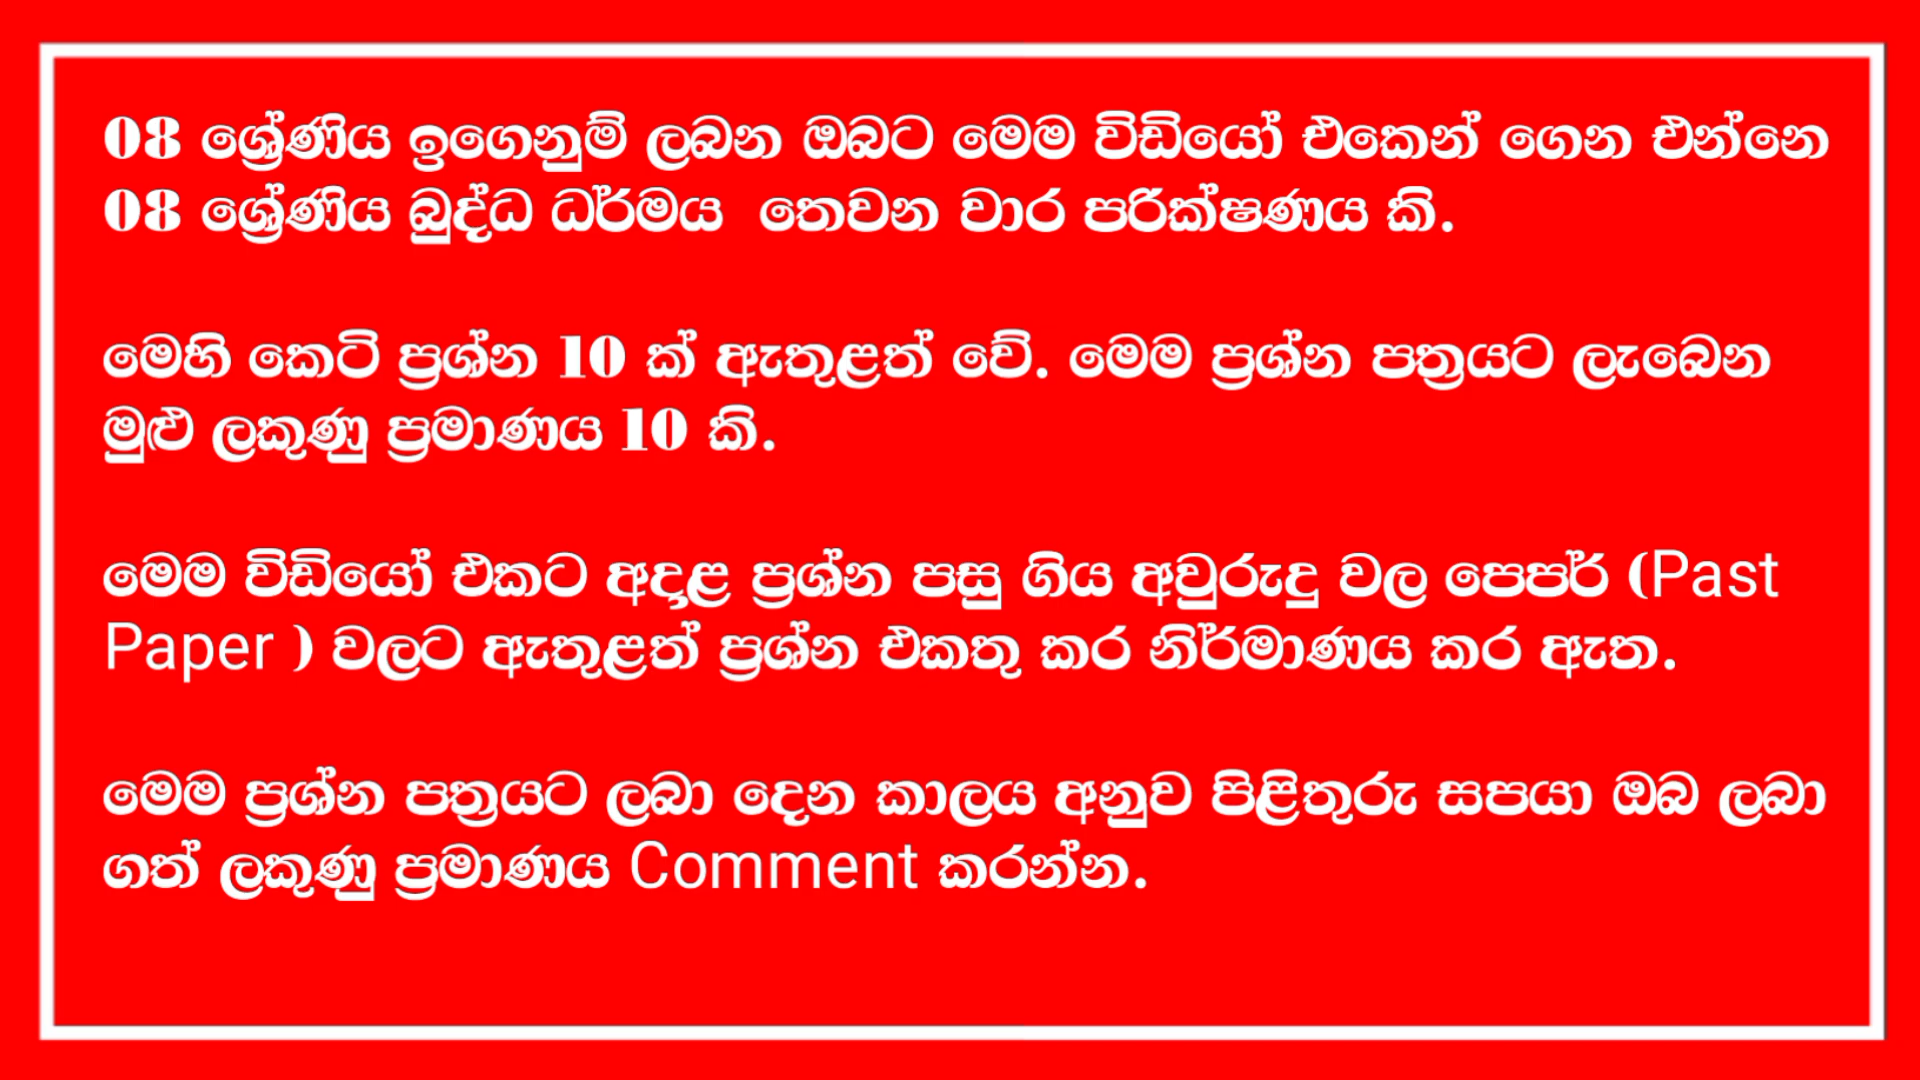 08 ශ්‍රේණිය ඉගෙනුම් ලබන ඔබට මෙම විඩියෝ එකෙන් ගෙන එන්නෙ
08 ශ්‍රේණිය බුද්ධ ධර්මය තෙවන වාර පරික්ෂණය කි.
මෙහි කෙටි ප්‍රශ්න 10 ක් ඇතුළත් වේ. මෙම ප්‍රශ්න පත්‍රයට ලැබෙන
මුළු ලකුණු ප්‍රමාණය 10 කි.
මෙම විඩියෝ එකට අදාළ ප්‍රශ්න පසු ගිය අවුරුදු වල පෙපර් (Past
Paper ) වලට ඇතුළත් ප්‍රශ්න එකතු කර නිර්මාණය කර ඇත.
මෙම ප්‍රශ්න පත්‍රයට ලබා දෙන කාලය අනුව පිළිතුරු සපයා ඔබ ලබා
ගත් ලකුණු ප්‍රමාණය Comment කරන්න.